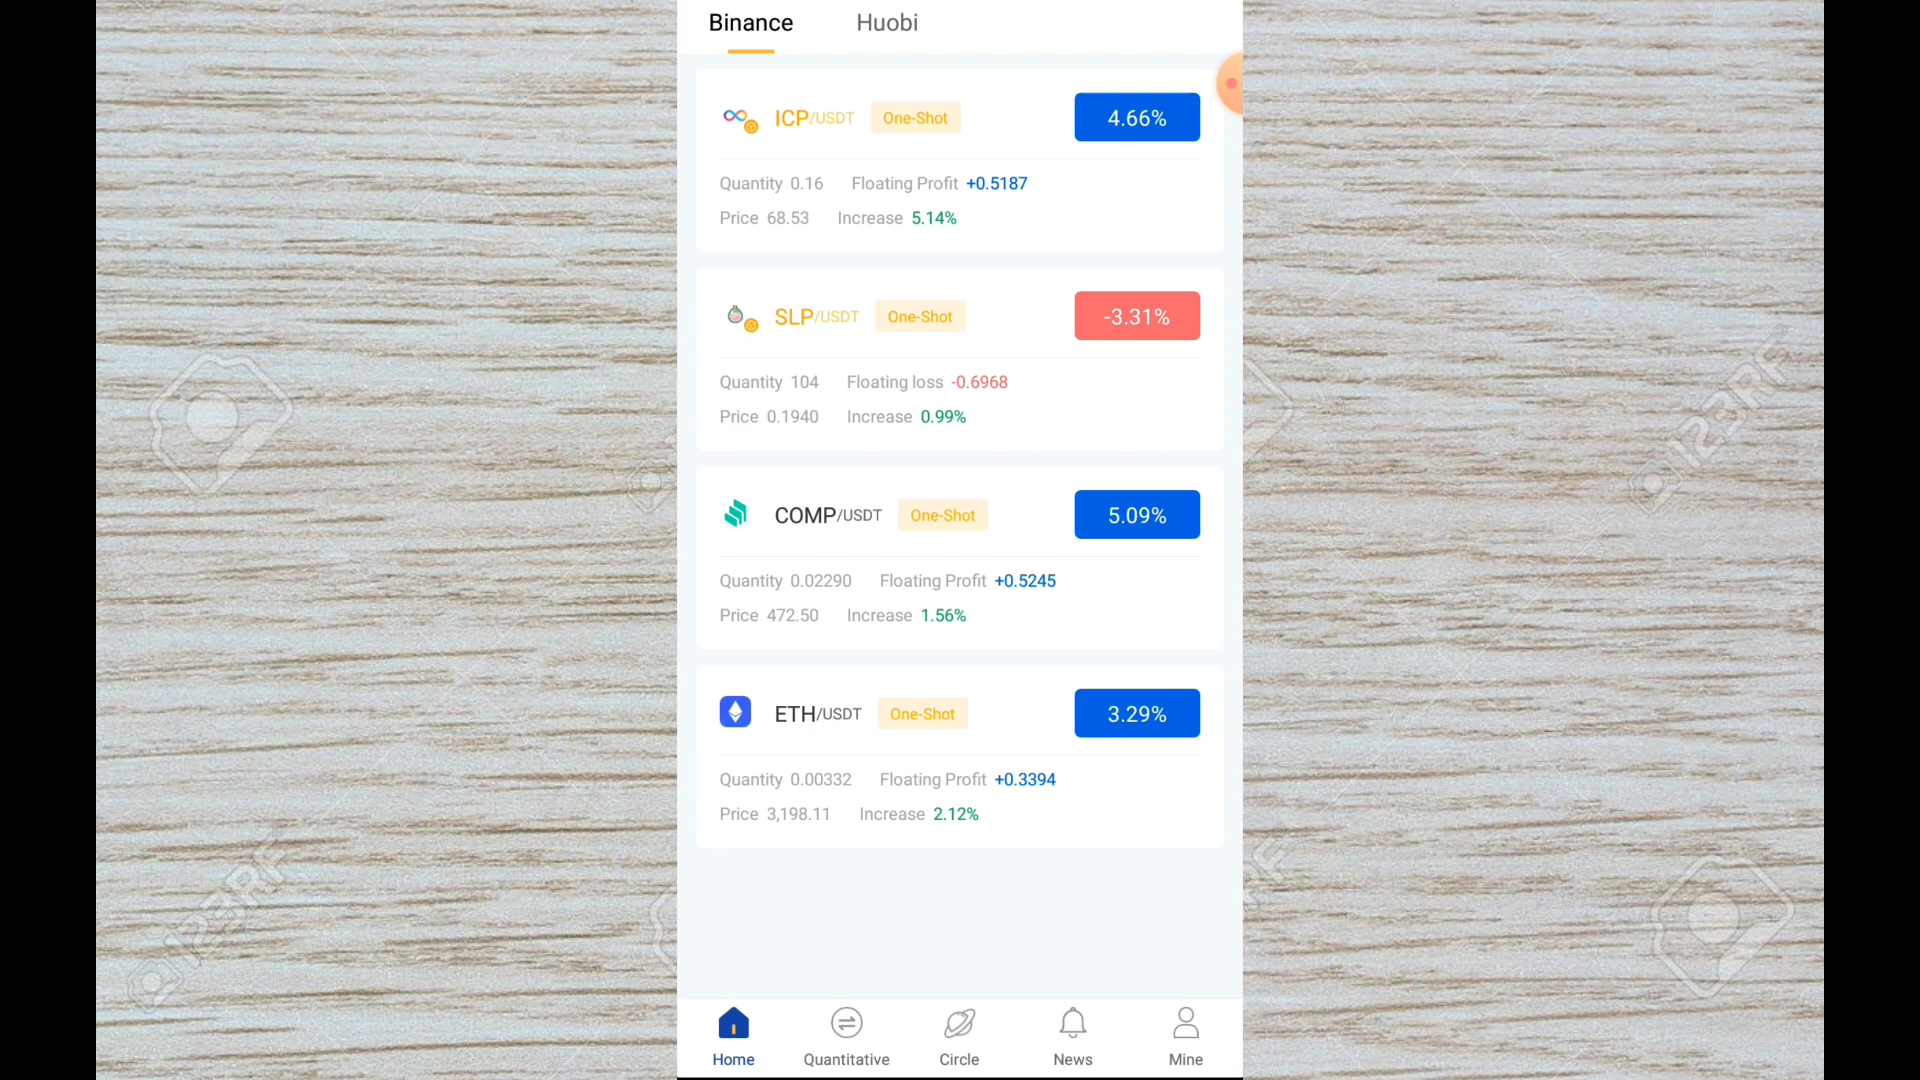 Binance Huobi
ICP/USDT One-Shot 4.66%
Quantity 0.16 Floating Profit +0.5187
Price 68.53 Increase 5.14%
SLP/USDT One-Shot -3.31%
Quantity 104 Floating loss -0.6968
Price 0.1940 Increase 0.99%
COMP/USDT One-Shot 5.09%
Quantity 0.02290 Floating Profit +0.5245
Price 472.50 Increase 1.56%
ETH/USDT One-Shot 3.29%
Quantity 0.00332 Floating Profit +0.3394
Price 3,198.11 Increase 2.12%
Home Quantitative Circle News Mine
123RF
123RF